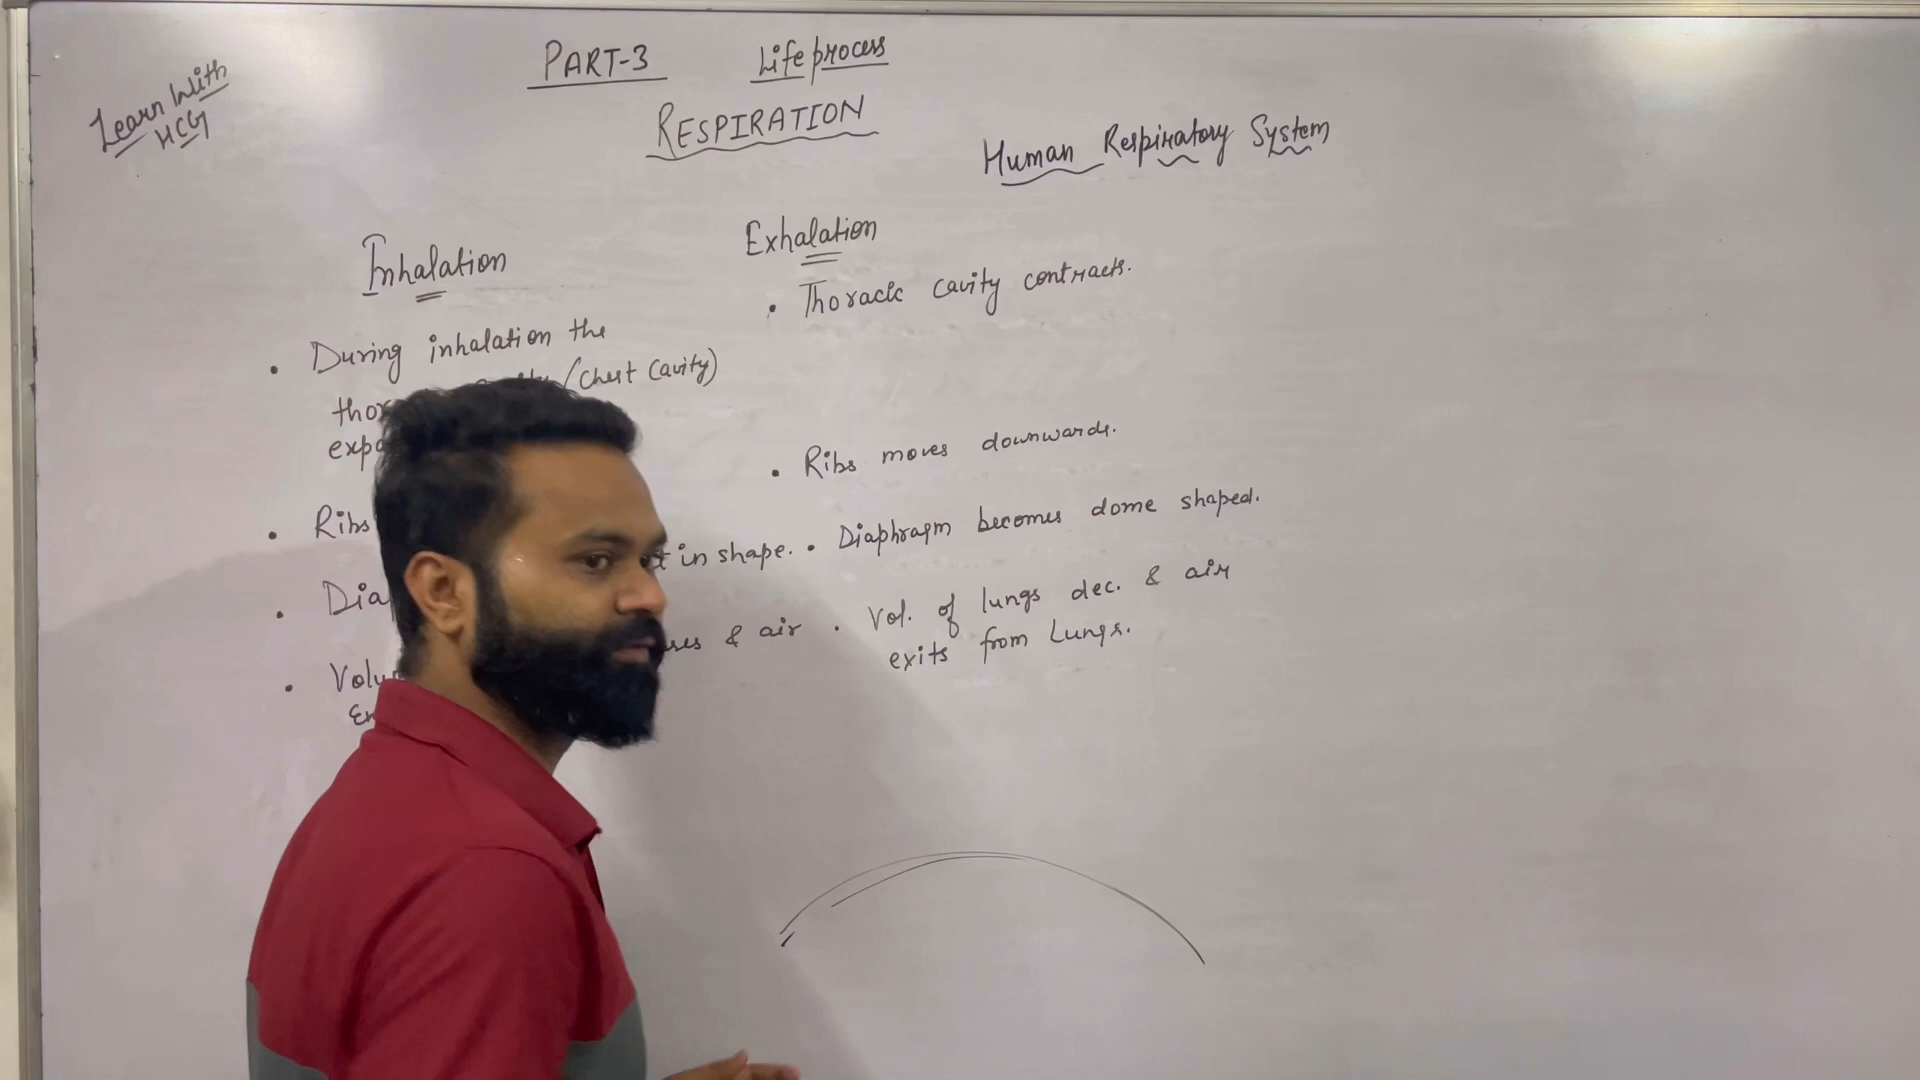 Learn With
HCG
PART-3
Life process
RESPIRATION
Human Respiratory System
Inhalation
• During inhalation the
(Chest Cavity)
• Ribs
in shape.
•
•
& air
Exhalation
• Thoracic cavity contracts.
• Ribs moves downwards.
• Diaphragm becomes dome shaped.
• Vol. of lungs dec. & air
exits from Lungs.